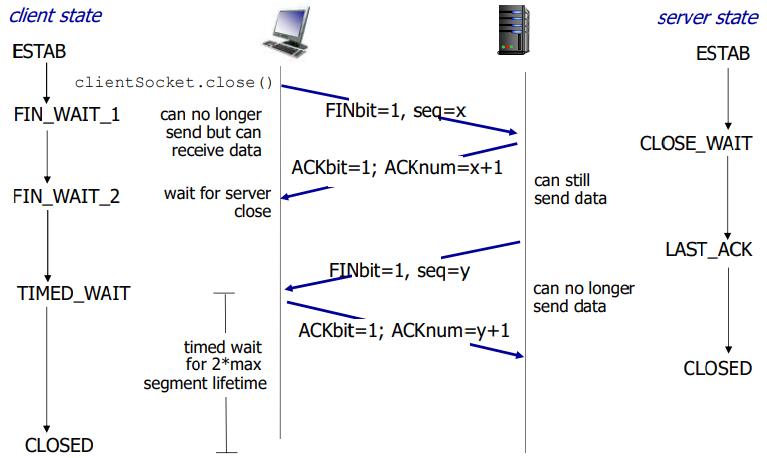 client state
server state
ESTAB
ESTAB
clientSocket.close()
FINbit=1, seq=x
FIN_WAIT_1
can no longer
send but can
receive data
CLOSE_WAIT
ACKbit=1; ACKnum=x+1
FIN_WAIT_2
wait for server
close
can still
send data
LAST_ACK
FINbit=1, seq=y
TIMED_WAIT
can no longer
send data
ACKbit=1; ACKnum=y+1
timed wait
for 2*max
segment lifetime
CLOSED
CLOSED